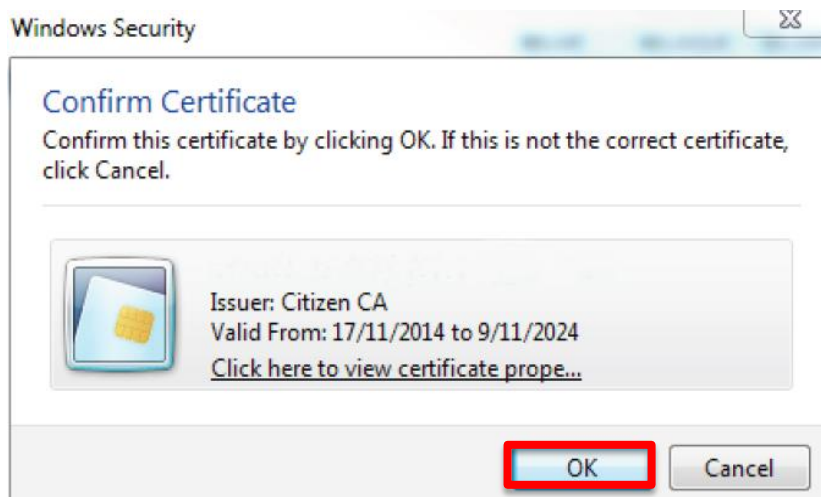 Windows Security
Confirm Certificate
Confirm this certificate by clicking OK. If this is not the correct certificate,
click Cancel.
Issuer: Citizen CA
Valid From: 17/11/2014 to 9/11/2024
Click here to view certificate prope...
OK
Cancel